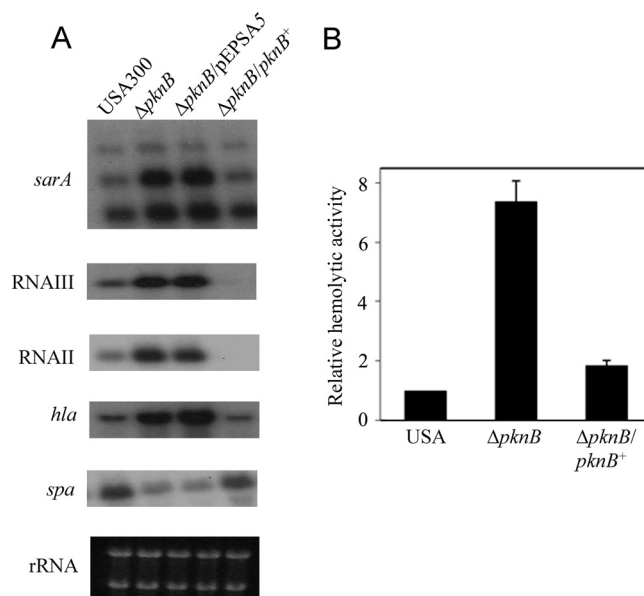 A
USA300
ΔpknB
ΔpknB/pEPSA5
ΔpknB/pknB⁺
sarA
RNAIII
RNAII
hla
spa
rRNA
B
Relative hemolytic activity
8
6
4
2
0
USA
ΔpknB
ΔpknB/
pknB⁺